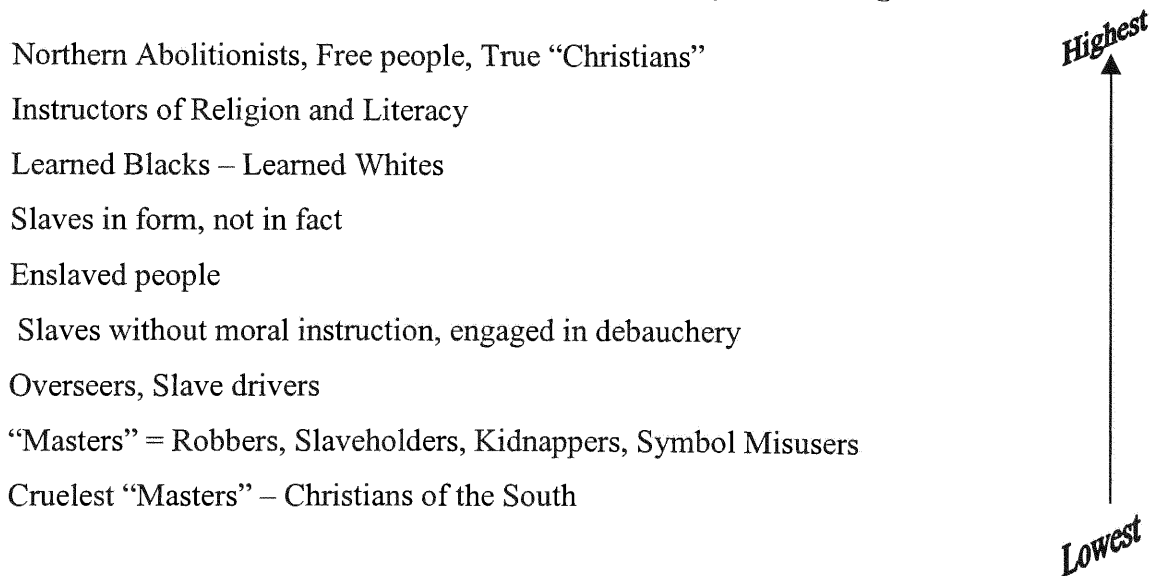 Highest
Northern Abolitionists, Free people, True “Christians”
Instructors of Religion and Literacy
Learned Blacks – Learned Whites
Slaves in form, not in fact
Enslaved people
Slaves without moral instruction, engaged in debauchery
Overseers, Slave drivers
“Masters” = Robbers, Slaveholders, Kidnappers, Symbol Misusers
Cruelest “Masters” – Christians of the South
Lowest